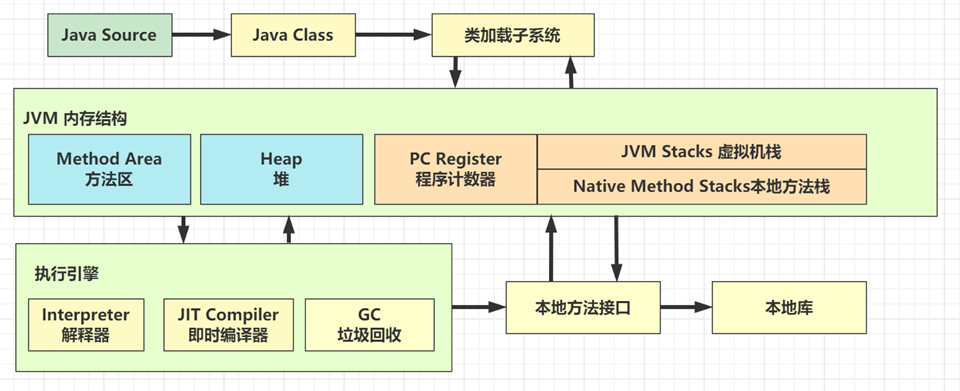 Java Source
Java Class
类加载子系统
JVM 内存结构
Method Area
方法区
Heap
堆
PC Register
程序计数器
JVM Stacks 虚拟机栈
Native Method Stacks本地方法栈
执行引擎
Interpreter
解释器
JIT Compiler
即时编译器
GC
垃圾回收
本地方法接口
本地库